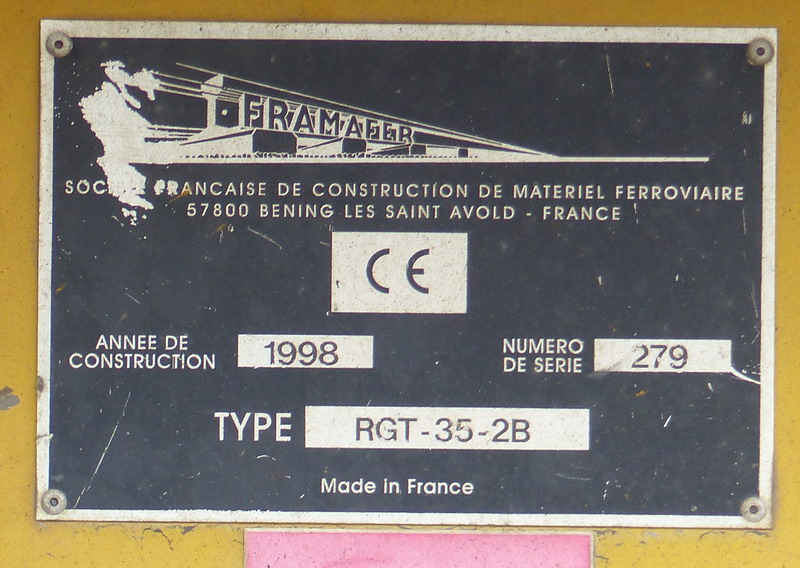 FRAMAFER
SOCIETE FRANCAISE DE CONSTRUCTION DE MATERIEL FERROVIAIRE
57800 BENING LES SAINT AVOLD - FRANCE
CE
ANNEE DE CONSTRUCTION 1998
NUMERO DE SERIE 279
TYPE RGT-35-2B
Made in France